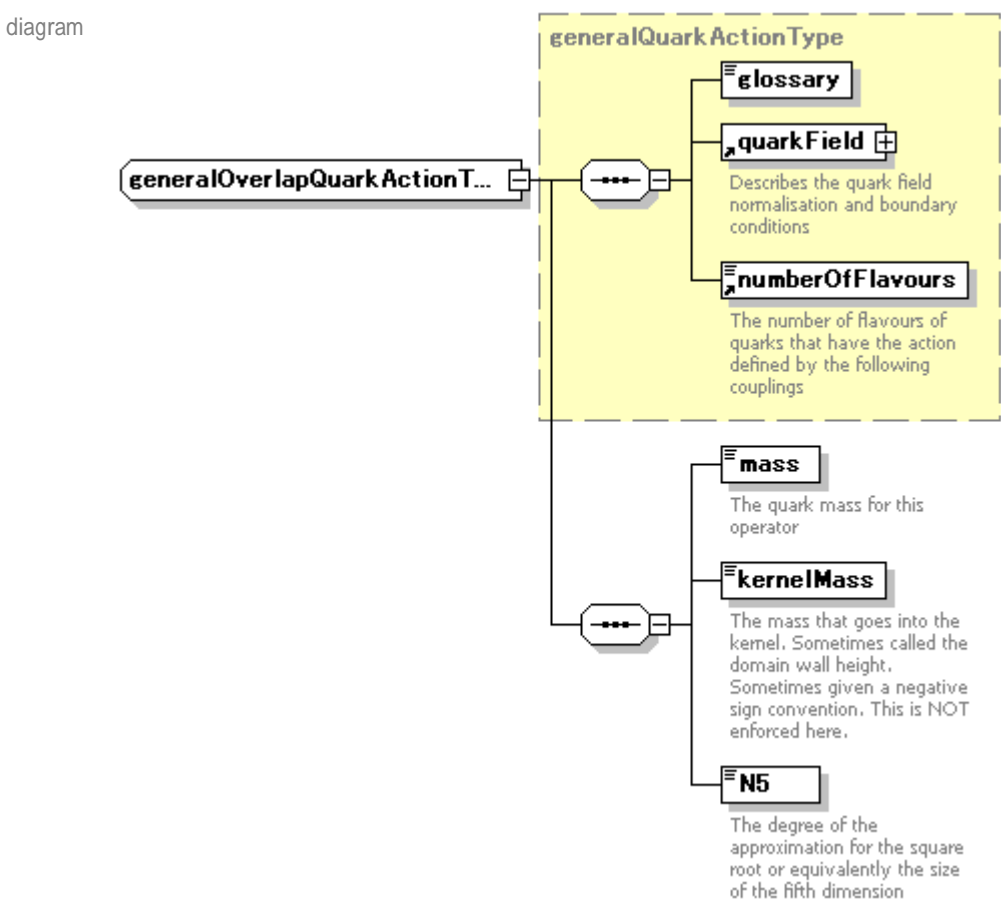 diagram
generalQuarkActionType
glossary
generalOverlapQuarkActionT...
quarkField
Describes the quark field
normalisation and boundary
conditions
numberOfFlavours
The number of flavours of
quarks that have the action
defined by the following
couplings
mass
The quark mass for this
operator
kernelMass
The mass that goes into the
kernel. Sometimes called the
domain wall height.
Sometimes given a negative
sign convention. This is NOT
enforced here.
N5
The degree of the
approximation for the square
root or equivalently the size
of the fifth dimension